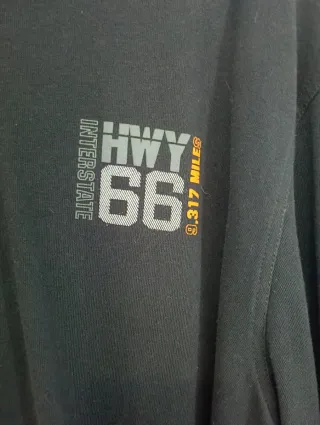 INTERSTATE
HWY
66
9.317 MILES